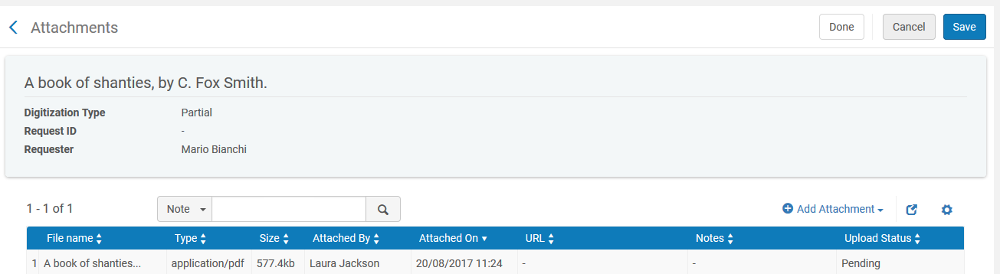 Attachments Done Cancel Save
A book of shanties, by C. Fox Smith.
Digitization Type Partial
Request ID -
Requester Mario Bianchi
1 - 1 of 1 Note Add Attachment
File name Type Size Attached By Attached On URL Notes Upload Status
1 A book of shanties... application/pdf 577.4kb Laura Jackson 20/08/2017 11:24 - - Pending